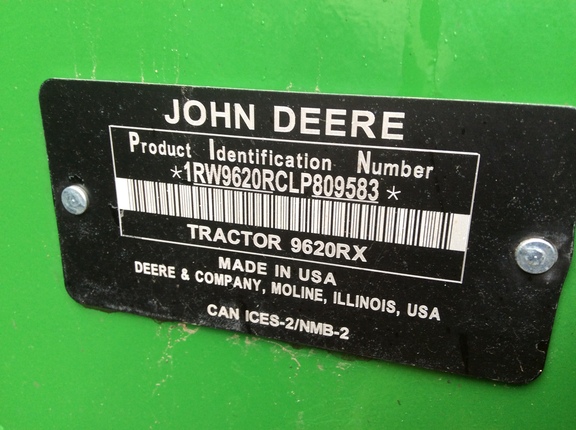 JOHN DEERE
Product Identification Number
*1RW9620RCLP809583*
TRACTOR 9620RX
MADE IN USA
DEERE & COMPANY, MOLINE, ILLINOIS, USA
CAN ICES-2/NMB-2